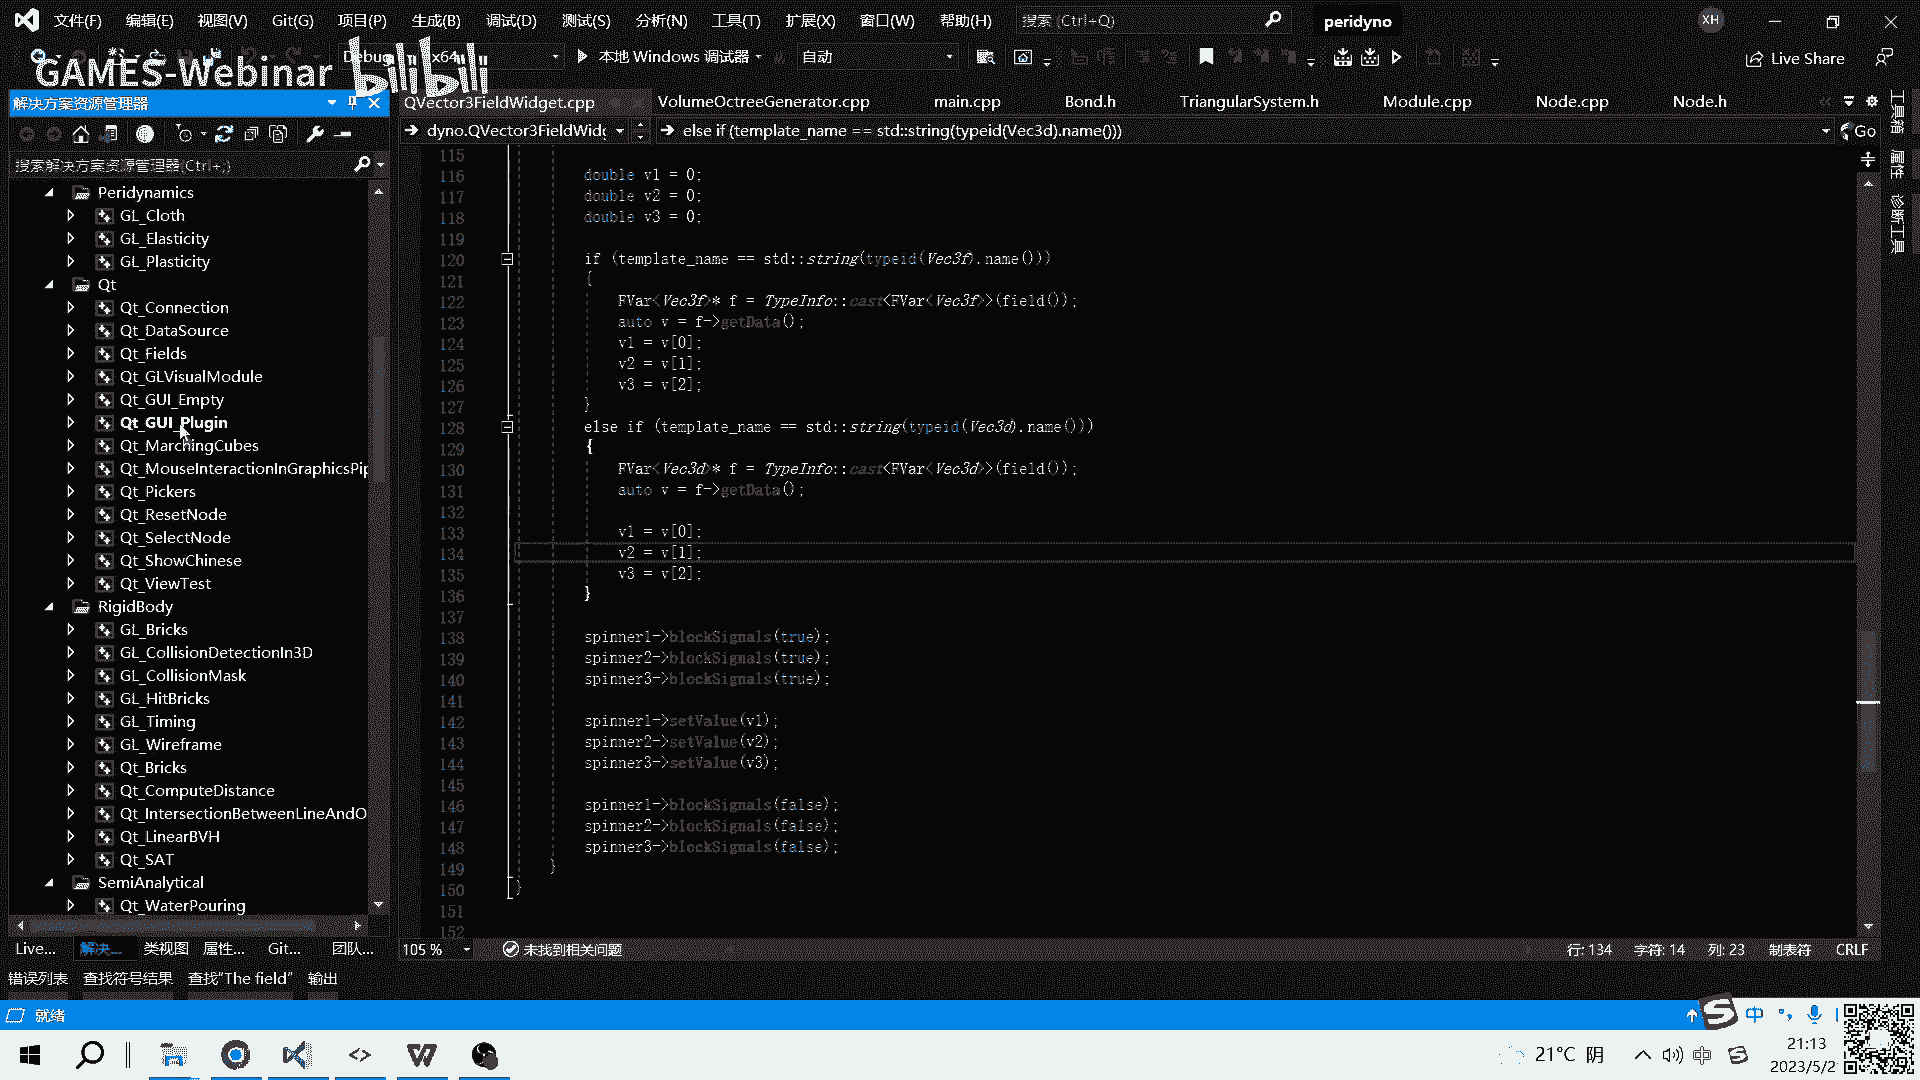 文件(F) 编辑(E) 视图(V) Git(G) 项目(P) 生成(B) 调试(D) 测试(S) 分析(N) 工具(T) 扩展(X) 窗口(W) 帮助(H) 搜索 (Ctrl+Q) peridyno XH
Debug x64 本地 Windows 调试器 自动 Live Share
GAMES-Webinar bilibili
解决方案资源管理器
QVector3FieldWidget.cpp VolumeOctreeGenerator.cpp main.cpp Bond.h TriangularSystem.h Module.cpp Node.cpp Node.h
dyno.QVector3FieldWidg else if (template_name == std::string(typeid(Vec3d).name())) Go
搜索解决方案资源管理器(Ctrl+;)
Peridynamics
GL_Cloth
GL_Elasticity
GL_Plasticity
Qt
Qt_Connection
Qt_DataSource
Qt_Fields
Qt_GLVisualModule
Qt_GUI_Empty
Qt_GUI_Plugin
Qt_MarchingCubes
Qt_MouseInteractionInGraphicsPip
Qt_Pickers
Qt_ResetNode
Qt_SelectNode
Qt_ShowChinese
Qt_ViewTest
RigidBody
GL_Bricks
GL_CollisionDetectionIn3D
GL_CollisionMask
GL_HitBricks
GL_Timing
GL_Wireframe
Qt_Bricks
Qt_ComputeDistance
Qt_IntersectionBetweenLineAndO
Qt_LinearBVH
Qt_SAT
SemiAnalytical
Qt_WaterPouring
115
116 double v1 = 0;
117 double v2 = 0;
118 double v3 = 0;
119
120 if (template_name == std::string(typeid(Vec3f).name()))
121 {
122 FVar<Vec3f>* f = TypeInfo::cast<FVar<Vec3f>>(field());
123 auto v = f->getData();
124 v1 = v[0];
125 v2 = v[1];
126 v3 = v[2];
127 }
128 else if (template_name == std::string(typeid(Vec3d).name()))
129 {
130 FVar<Vec3d>* f = TypeInfo::cast<FVar<Vec3d>>(field());
131 auto v = f->getData();
132
133 v1 = v[0];
134 v2 = v[1];
135 v3 = v[2];
136 }
137
138 spinner1->blockSignals(true);
139 spinner2->blockSignals(true);
140 spinner3->blockSignals(true);
141
142 spinner1->setValue(v1);
143 spinner2->setValue(v2);
144 spinner3->setValue(v3);
145
146 spinner1->blockSignals(false);
147 spinner2->blockSignals(false);
148 spinner3->blockSignals(false);
149 }
150 }
151
152
工具箱
属性
诊断工具
Live... 解决... 类视图 属性... Git... 团队...
105 % 未找到相关问题 行: 134 字符: 14 列: 23 制表符 CRLF
错误列表 查找符号结果 查找"The field" 输出
就绪
中
21°C 阴 中
21:13
2023/5/2